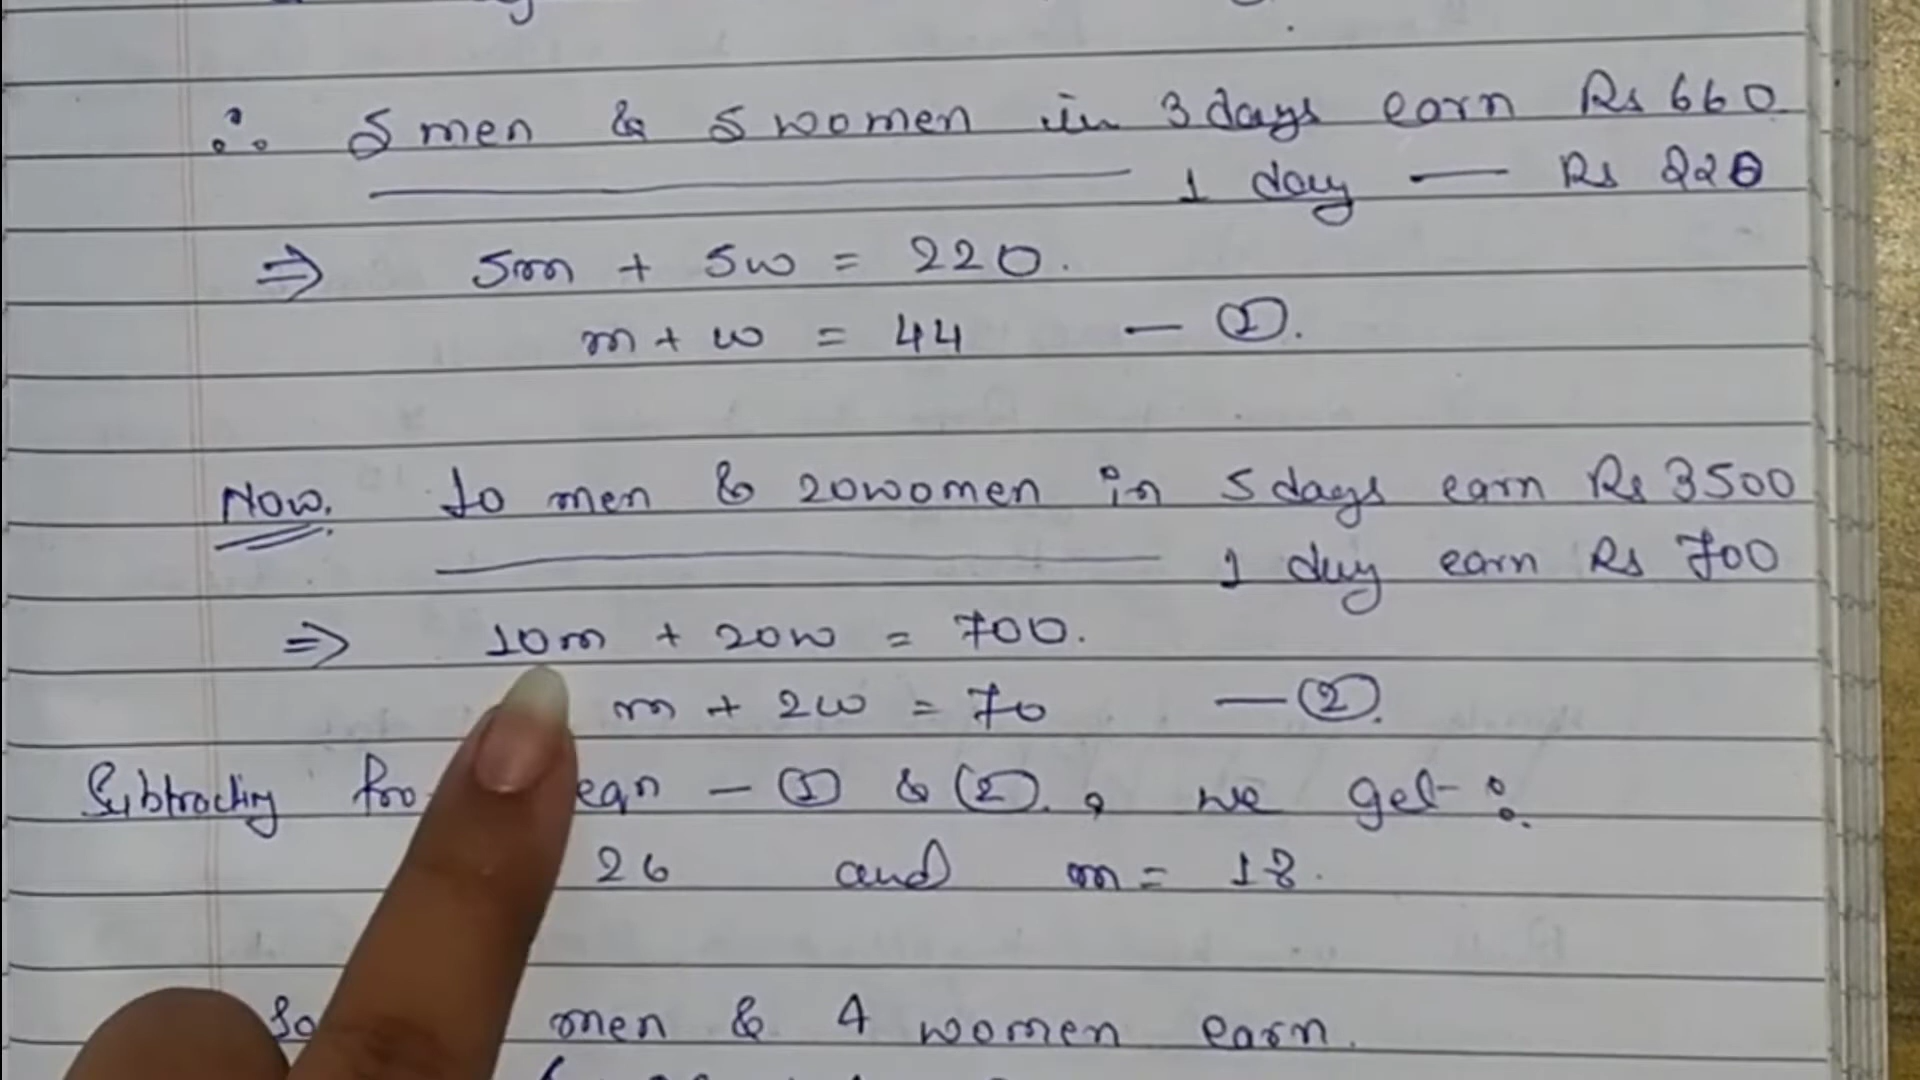 ∴ 5 men & 5 women in 3 days earn Rs 660
1 day — Rs 220
⇒ 5m + 5w = 220.
m + w = 44 — ①.
Now. 10 men & 20 women in 5 days earn Rs 3500
1 day earn Rs 700
⇒ 10m + 20w = 700.
m + 2w = 70 — ②.
Subtracting eqn - ① & ②., we get :
26 and m = 18.
So men & 4 women earn.